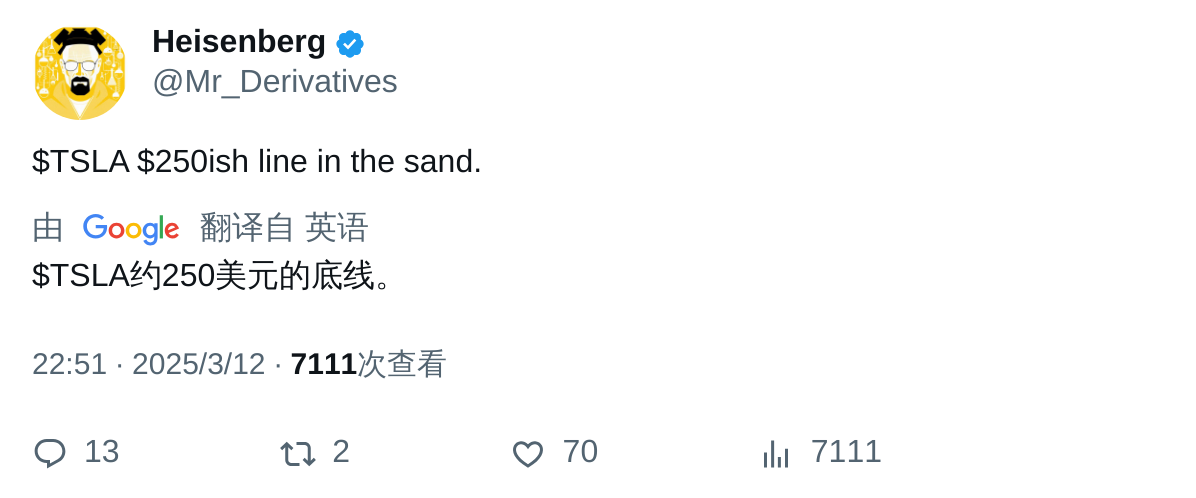 Heisenberg
@Mr_Derivatives
$TSLA $250ish line in the sand.
由 Google 翻译自 英语
$TSLA约250美元的底线。
22:51 · 2025/3/12 · 7111次查看
13 2 70 7111